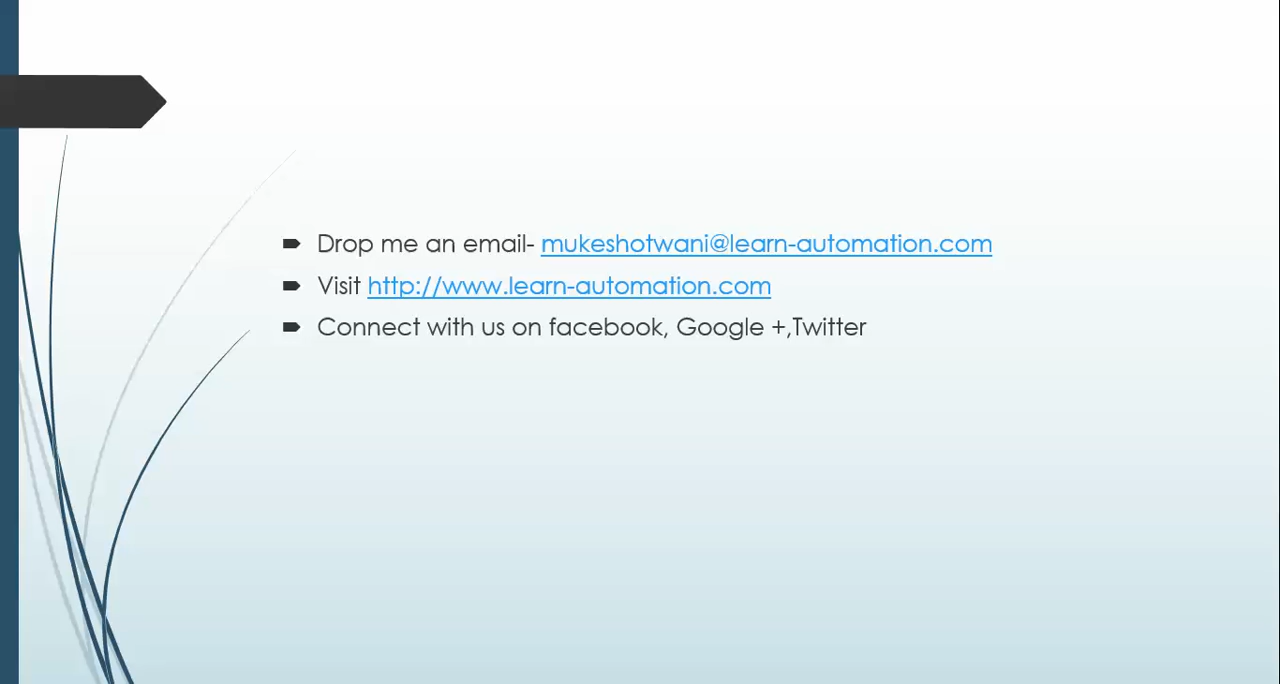 Drop me an email- mukeshotwani@learn-automation.com
Visit http://www.learn-automation.com
Connect with us on facebook, Google +,Twitter